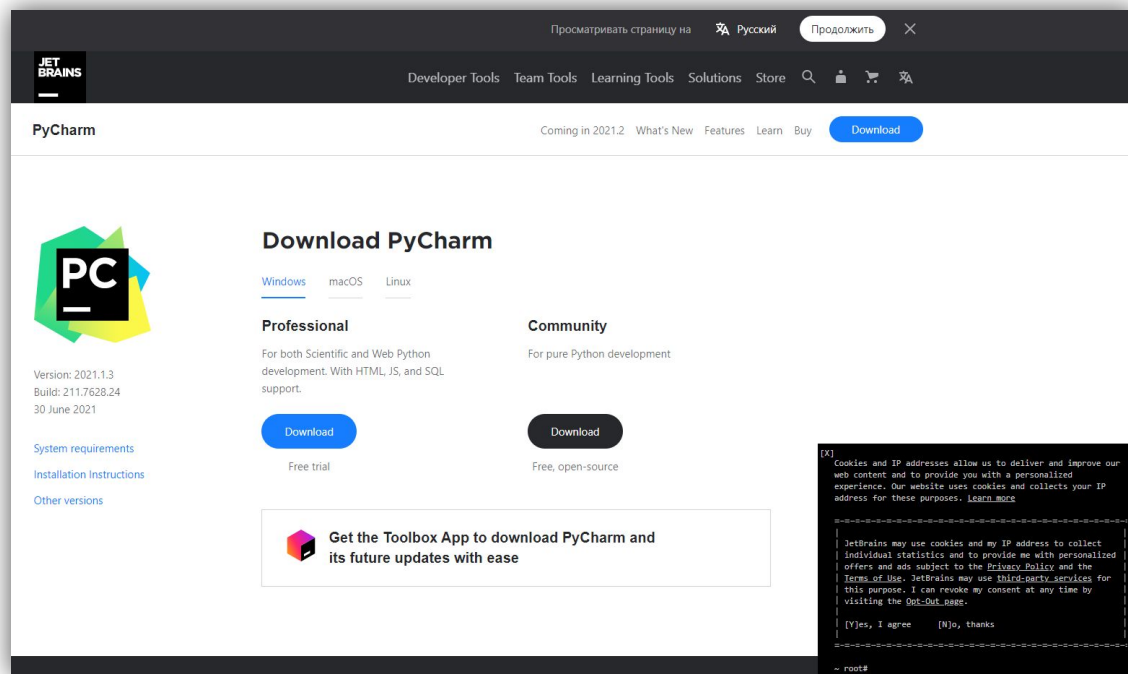 Просматривать страницу на Русский Продолжить
JET
BRAINS
Developer Tools Team Tools Learning Tools Solutions Store
PyCharm
Coming in 2021.2 What's New Features Learn Buy Download
PC
Version: 2021.1.3
Build: 211.7628.24
30 June 2021
System requirements
Installation Instructions
Other versions
Download PyCharm
Windows macOS Linux
Professional
For both Scientific and Web Python
development. With HTML, JS, and SQL
support.
Download
Free trial
Community
For pure Python development
Download
Free, open-source
Get the Toolbox App to download PyCharm and
its future updates with ease
[X]
Cookies and IP addresses allow us to deliver and improve our
web content and to provide you with a personalized
experience. Our website uses cookies and collects your IP
address for these purposes. Learn more
JetBrains may use cookies and my IP address to collect
individual statistics and to provide me with personalized
offers and ads subject to the Privacy Policy and the
Terms of Use. JetBrains may use third-party services for
this purpose. I can revoke my consent at any time by
visiting the Opt-Out page.
[Y]es, I agree [N]o, thanks
~ root#